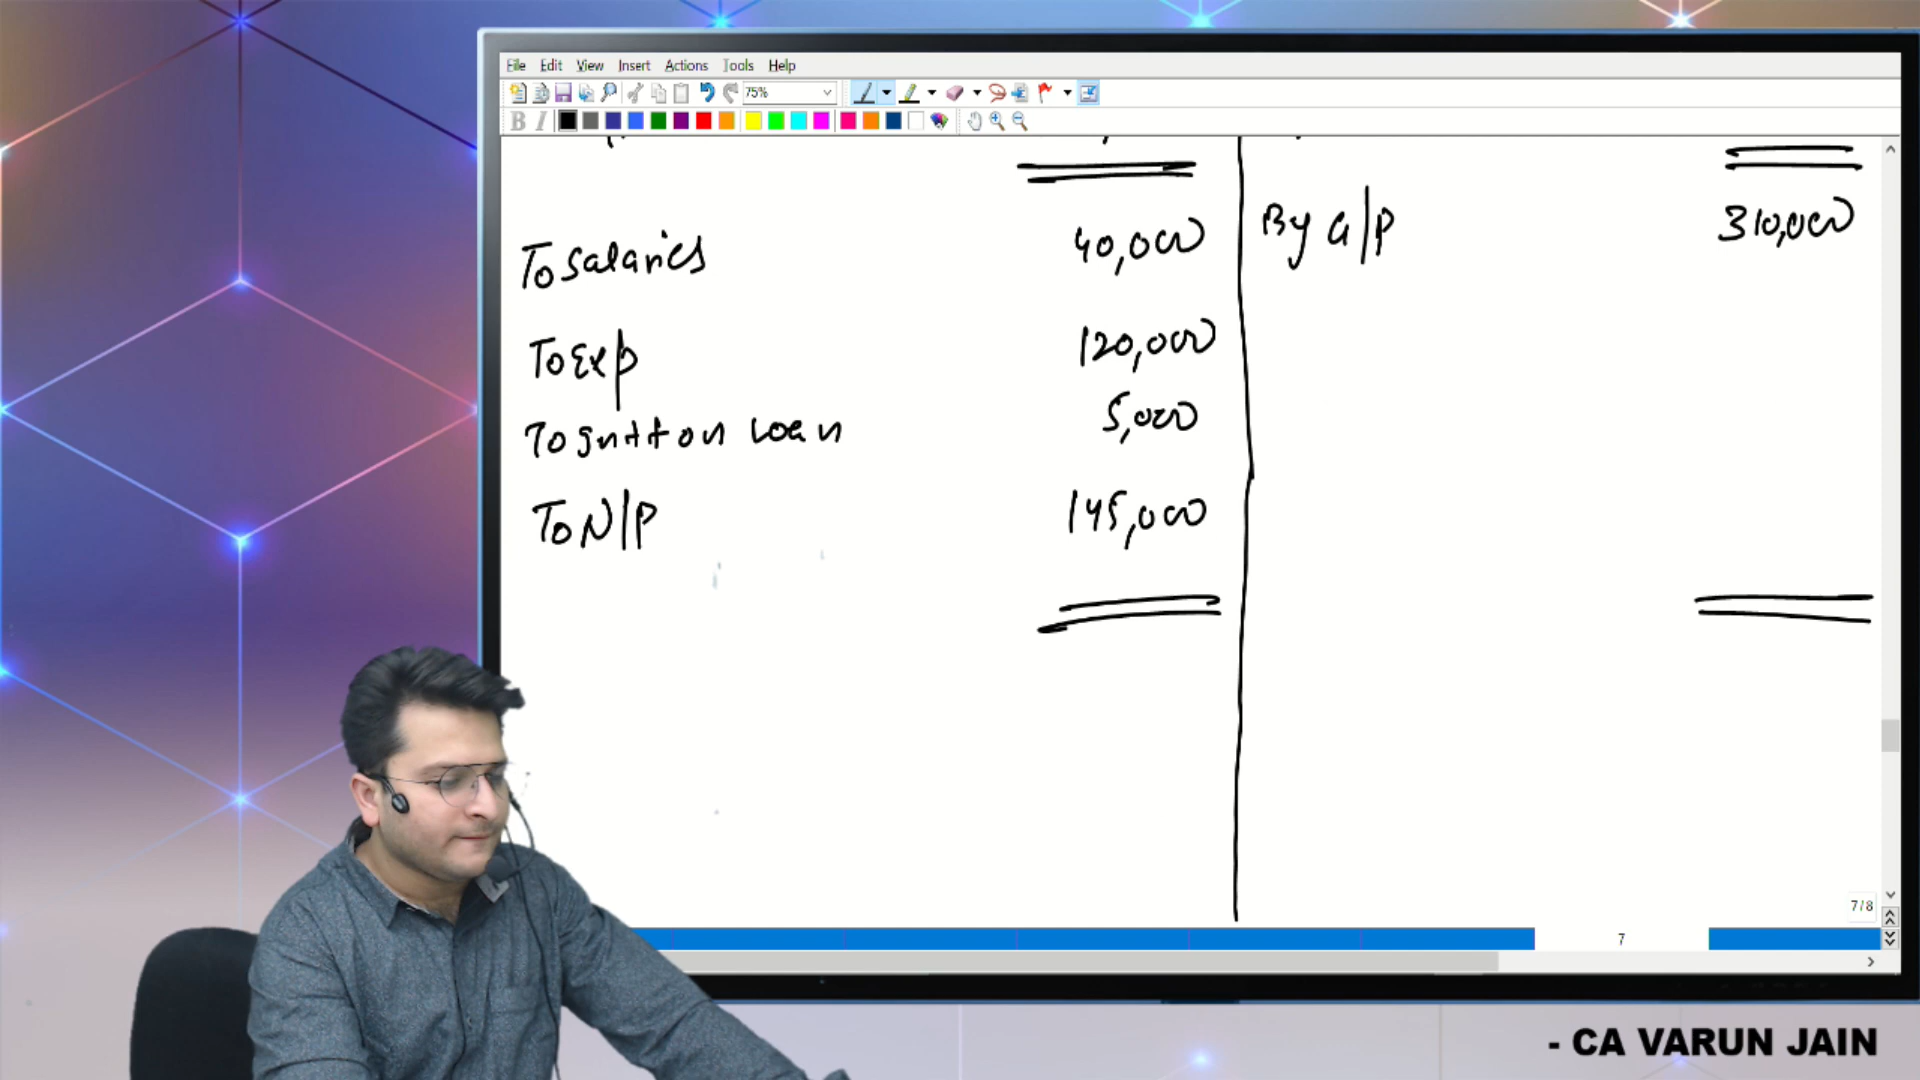 File Edit View Insert Actions Tools Help
75%
B I
By G/P 310,000
To Salaries 40,000
To Exp 120,000
To Intt on Loan 5,000
To N/P 145,000
7/8
7
- CA VARUN JAIN